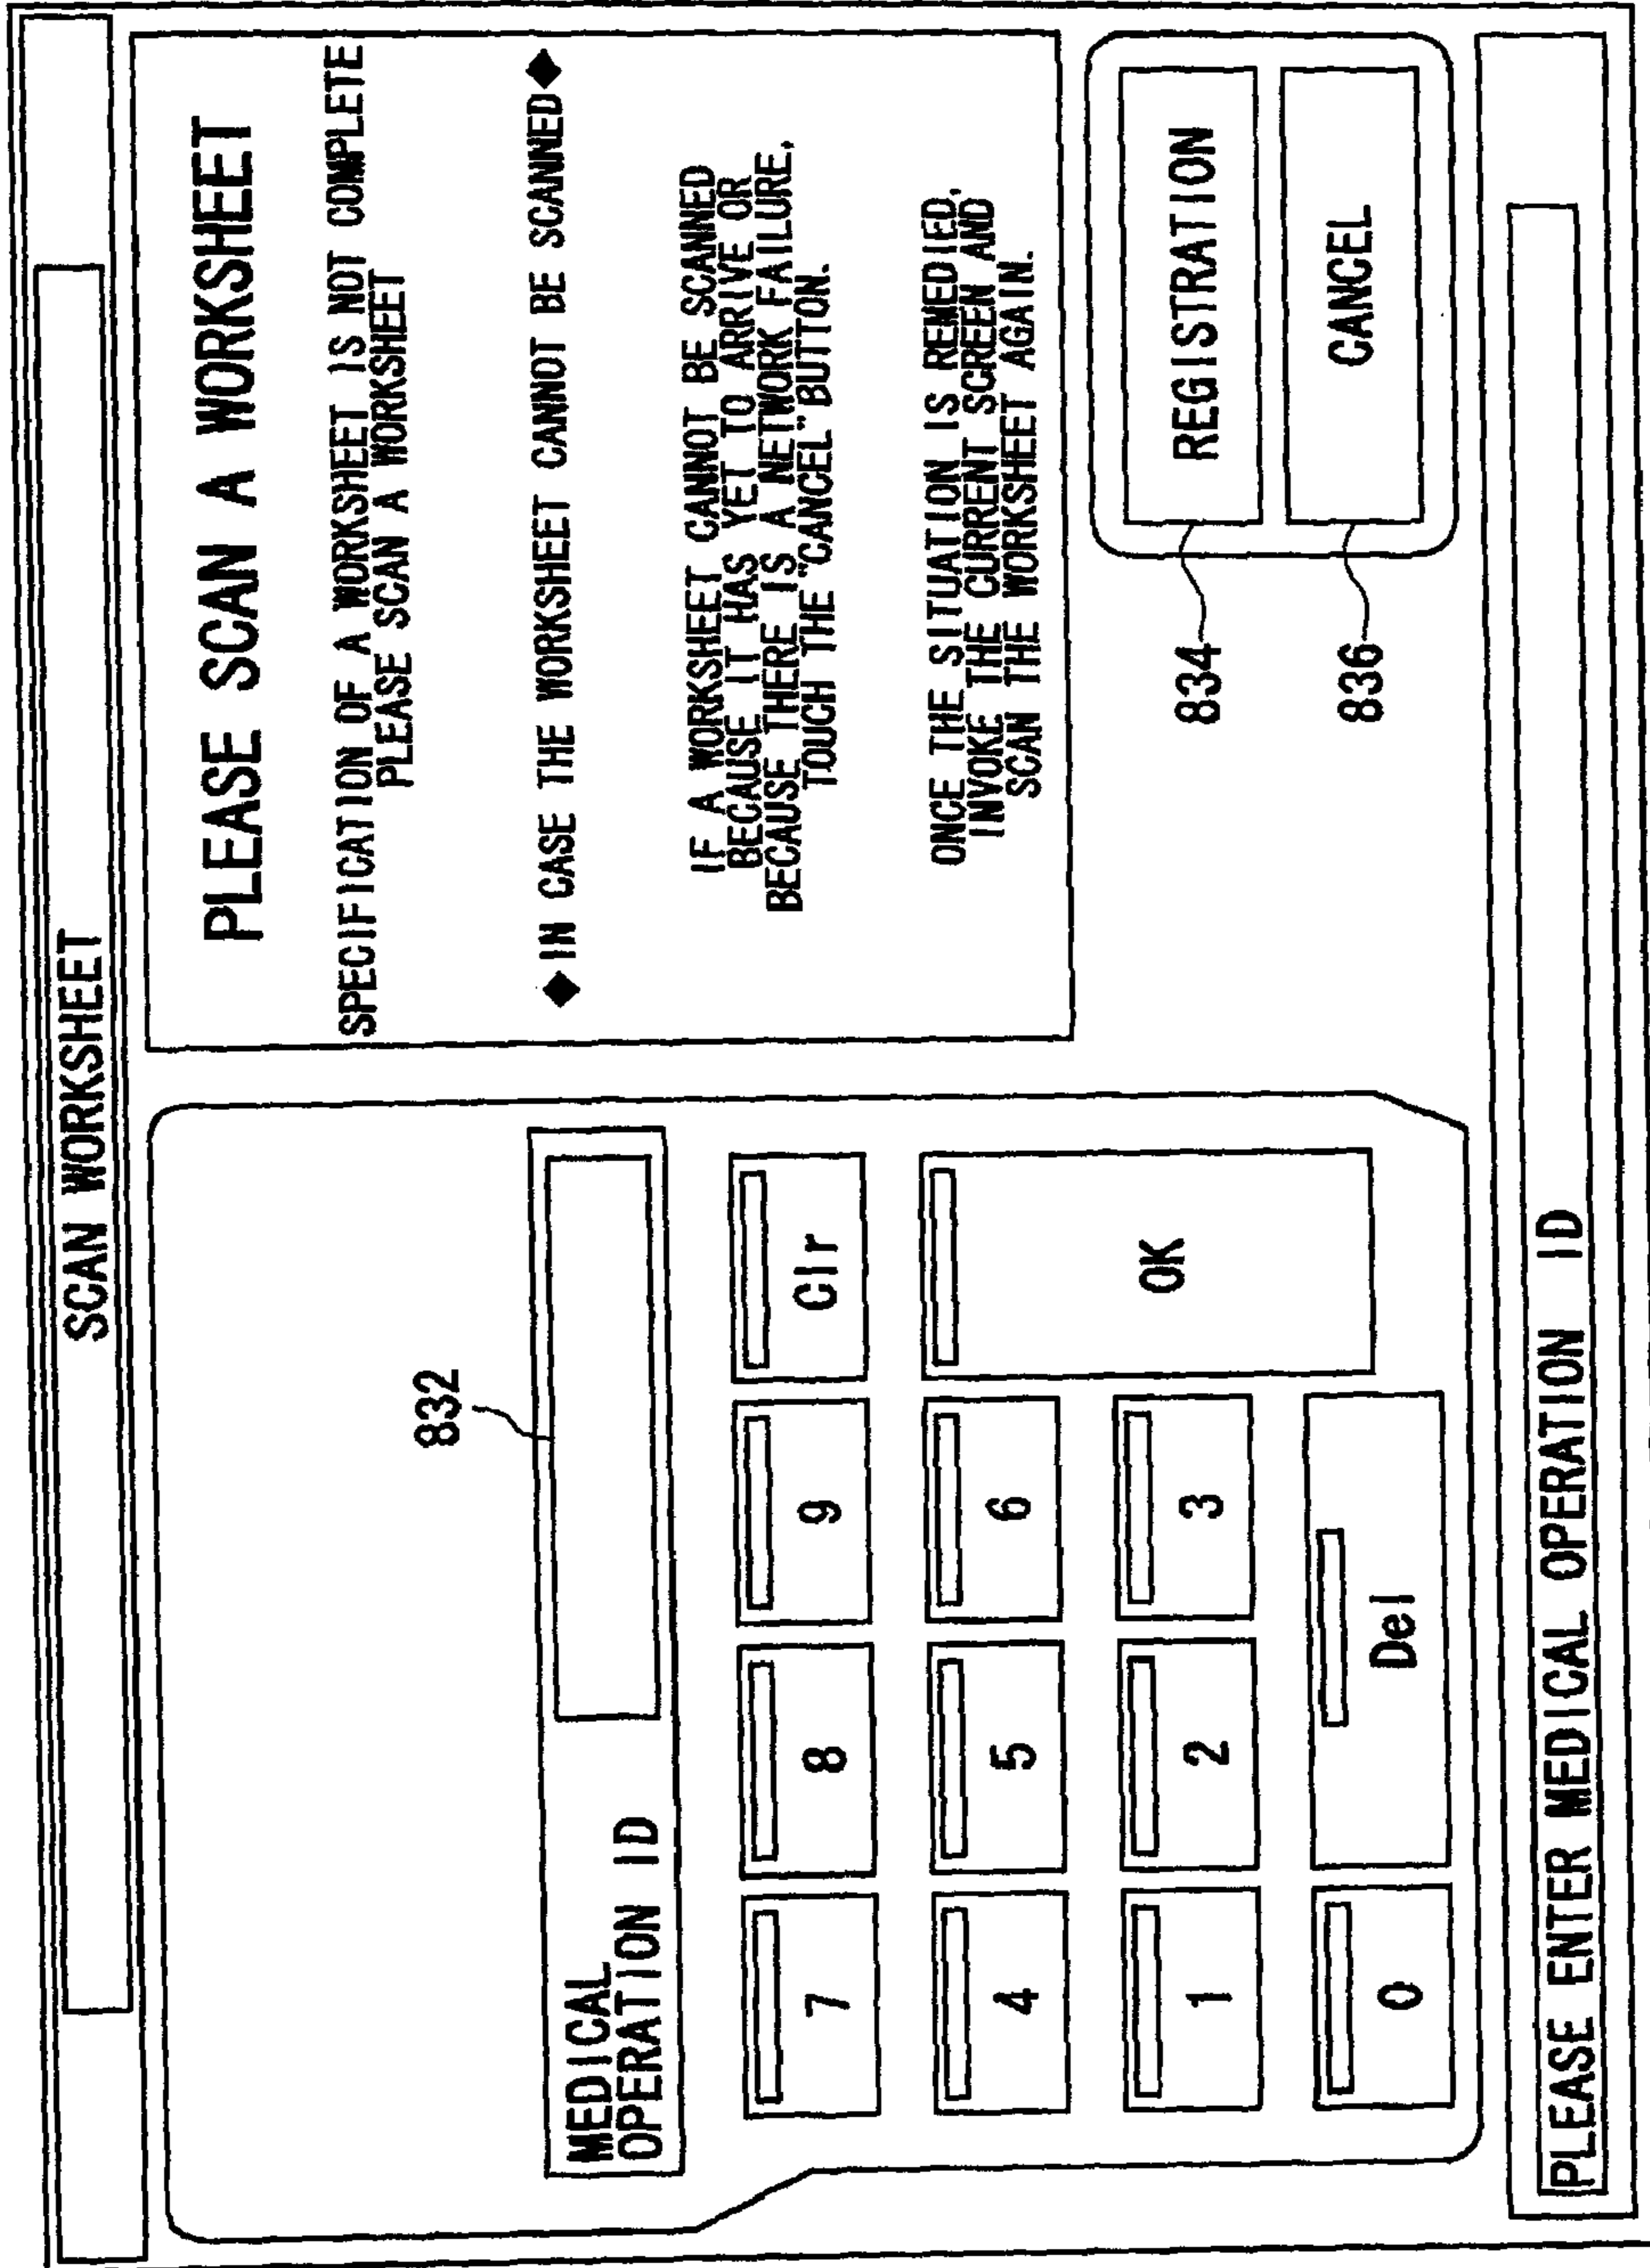 SCAN WORKSHEET
832
MEDICAL
OPERATION ID
7
8
9
Clr
4
5
6
OK
1
2
3
0
Del
PLEASE SCAN A WORKSHEET
SPECIFICATION OF A WORKSHEET IS NOT COMPLETE
PLEASE SCAN A WORKSHEET
◆IN CASE THE WORKSHEET CANNOT BE SCANNED◆
IF A WORKSHEET CANNOT BE SCANNED
BECAUSE IT HAS YET TO ARRIVE OR
BECAUSE THERE IS A NETWORK FAILURE,
TOUCH THE "CANCEL" BUTTON.
ONCE THE SITUATION IS REMEDIED,
INVOKE THE CURRENT SCREEN AND
SCAN THE WORKSHEET AGAIN.
834
REGISTRATION
836
CANCEL
PLEASE ENTER MEDICAL OPERATION ID